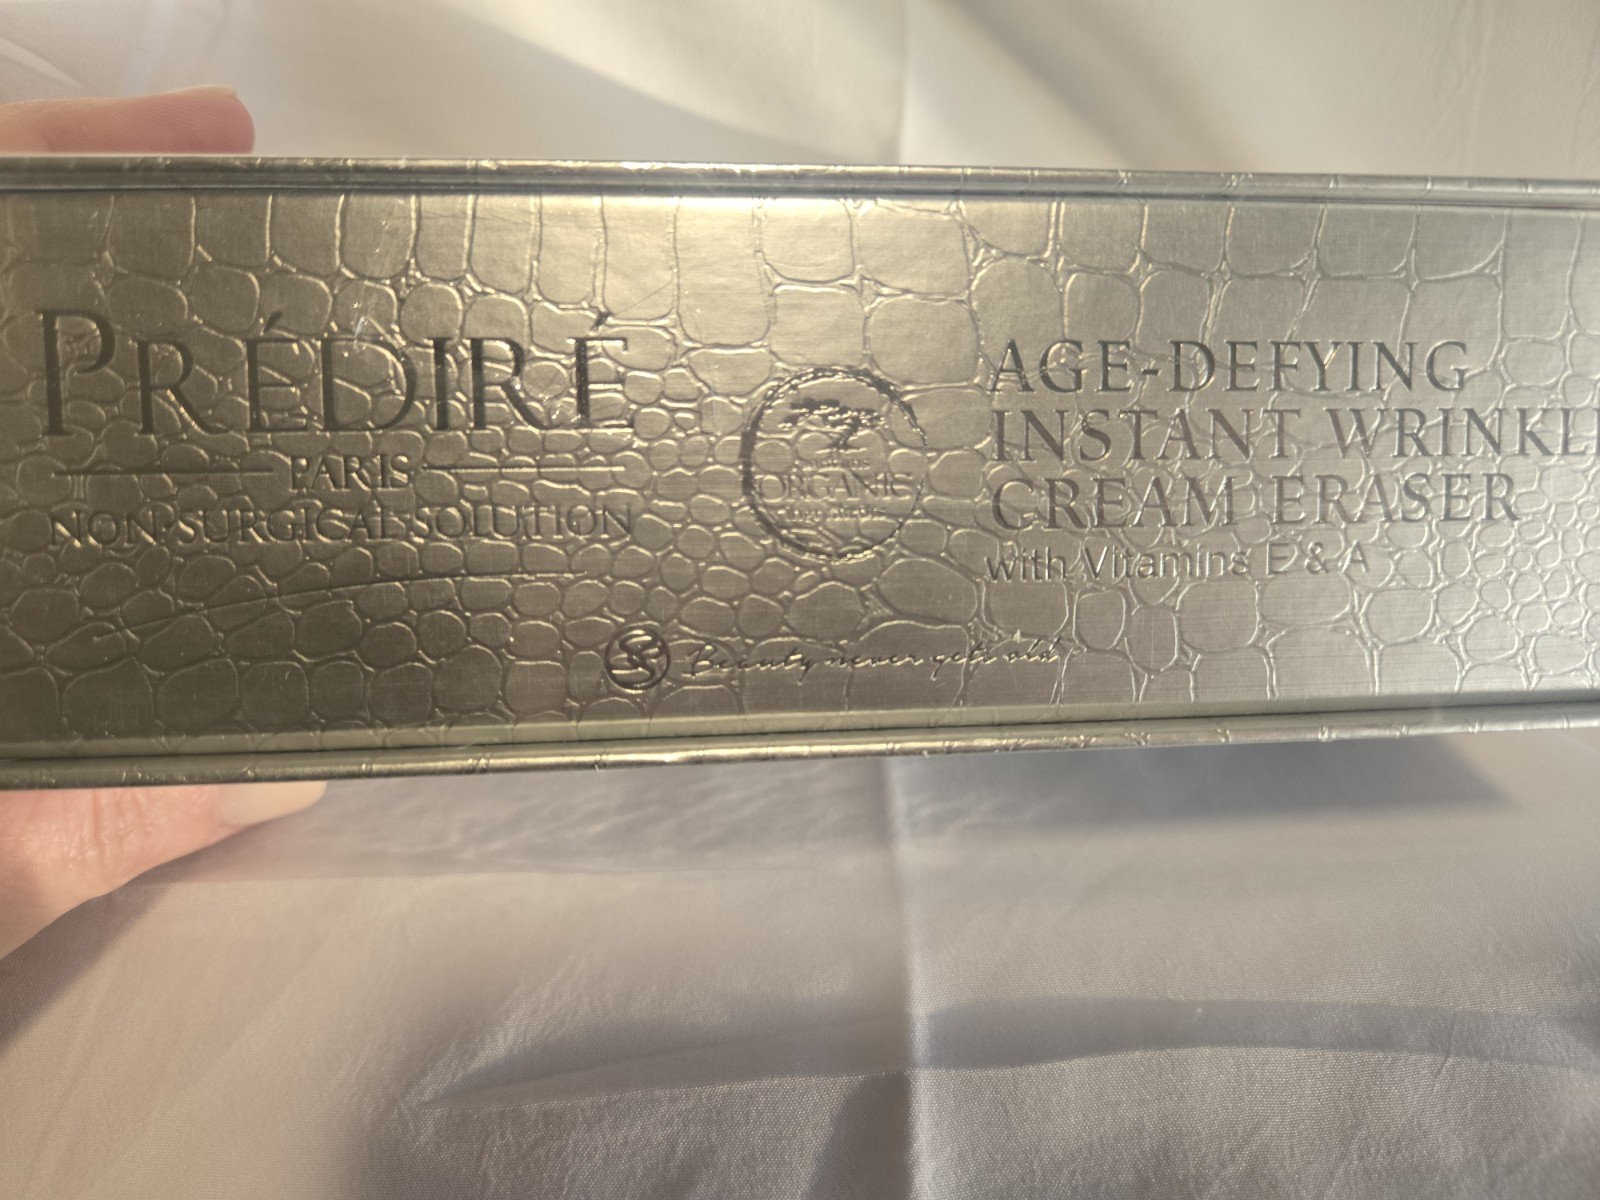 PRÉDIRÉ
PARIS
NON-SURGICAL SOLUTION
ORGANIC
AGE-DEFYING
INSTANT WRINKLE
CREAM ERASER
with Vitamins E & A
Beauty never gets old